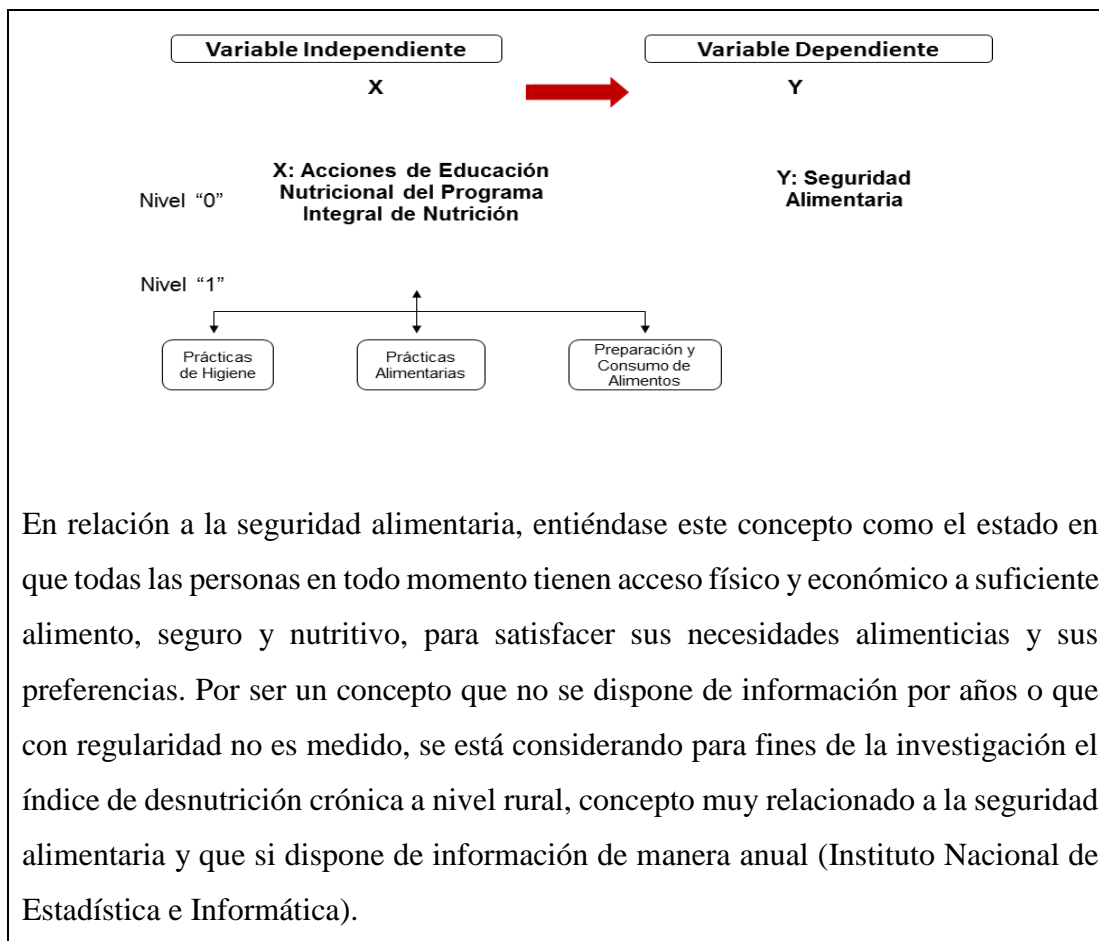 Variable Independiente
Variable Dependiente
X
Y
X: Acciones de Educación
Nutricional del Programa
Integral de Nutrición
Y: Seguridad
Alimentaria
Nivel “0”
Nivel “1”
Prácticas
de Higiene
Prácticas
Alimentarias
Preparación y
Consumo de
Alimentos
En relación a la seguridad alimentaria, entiéndase este concepto como el estado en
que todas las personas en todo momento tienen acceso físico y económico a suficiente
alimento, seguro y nutritivo, para satisfacer sus necesidades alimenticias y sus
preferencias. Por ser un concepto que no se dispone de información por años o que
con regularidad no es medido, se está considerando para fines de la investigación el
índice de desnutrición crónica a nivel rural, concepto muy relacionado a la seguridad
alimentaria y que si dispone de información de manera anual (Instituto Nacional de
Estadística e Informática).